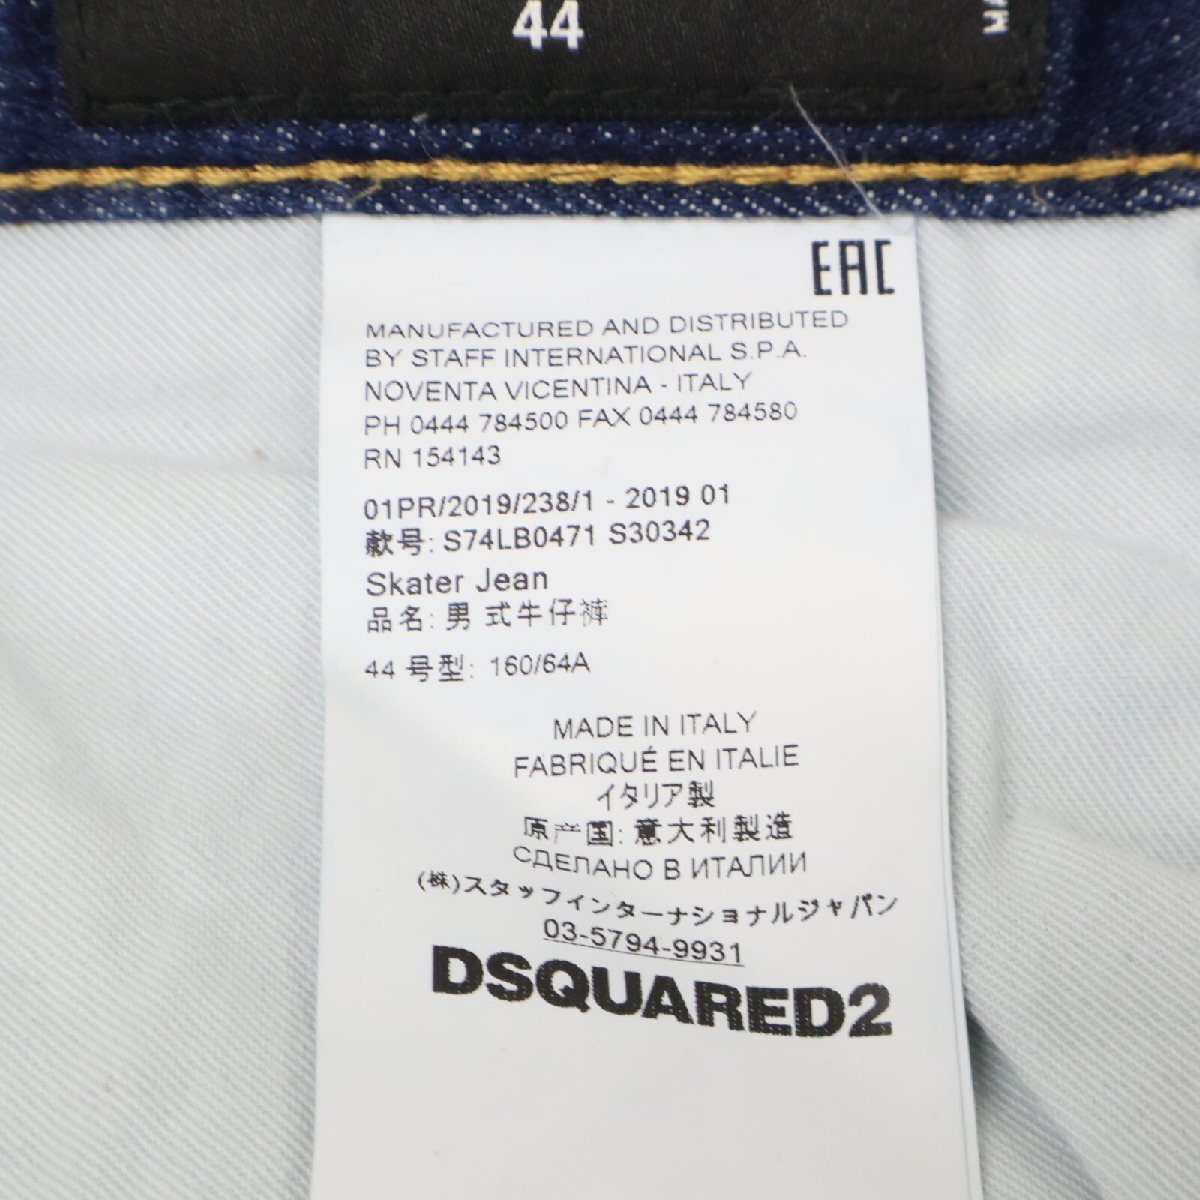 44
EAC
MANUFACTURED AND DISTRIBUTED
BY STAFF INTERNATIONAL S.P.A.
NOVENTA VICENTINA - ITALY
PH 0444 784500 FAX 0444 784580
RN 154143
01PR/2019/238/1 - 2019 01
款号: S74LB0471 S30342
Skater Jean
品名: 男 式牛仔裤
44 号型: 160/64A
MADE IN ITALY
FABRIQUÉ EN ITALIE
イタリア製
原产国: 意大利製造
СДЕЛАНО В ИТАЛИИ
(株)スタッフインターナショナルジャパン
03-5794-9931
DSQUARED2